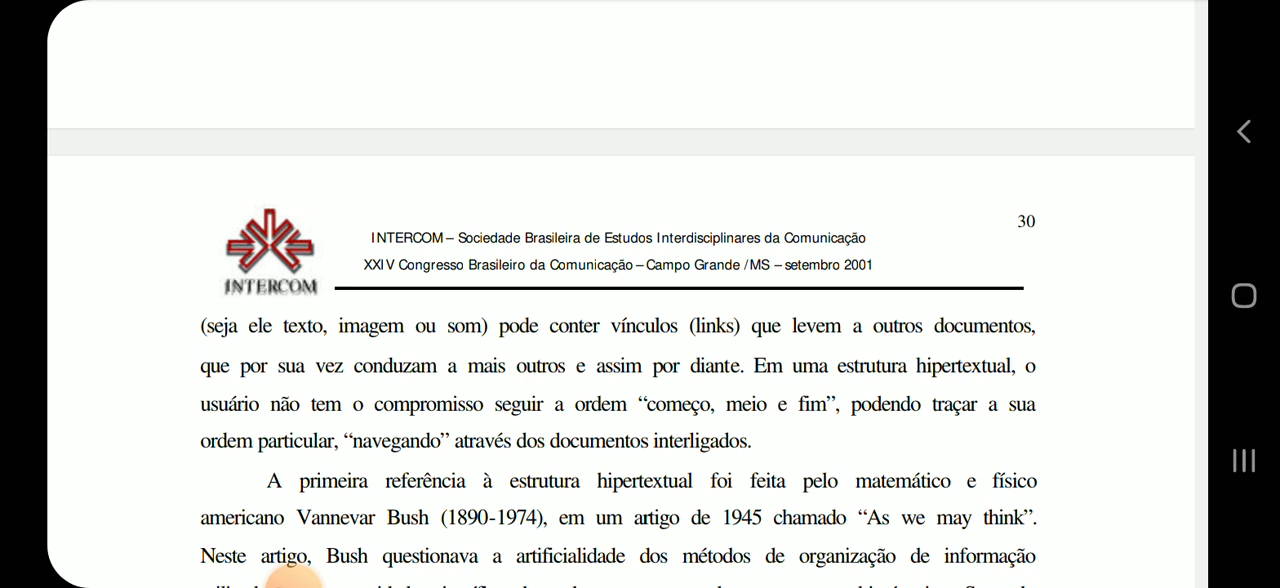 30
INTERCOM – Sociedade Brasileira de Estudos Interdisciplinares da Comunicação
XXIV Congresso Brasileiro da Comunicação – Campo Grande /MS – setembro 2001
INTERCOM
(seja ele texto, imagem ou som) pode conter vínculos (links) que levem a outros documentos,
que por sua vez conduzam a mais outros e assim por diante. Em uma estrutura hipertextual, o
usuário não tem o compromisso seguir a ordem “começo, meio e fim”, podendo traçar a sua
ordem particular, “navegando” através dos documentos interligados.
A primeira referência à estrutura hipertextual foi feita pelo matemático e físico
americano Vannevar Bush (1890-1974), em um artigo de 1945 chamado “As we may think”.
Neste artigo, Bush questionava a artificialidade dos métodos de organização de informação